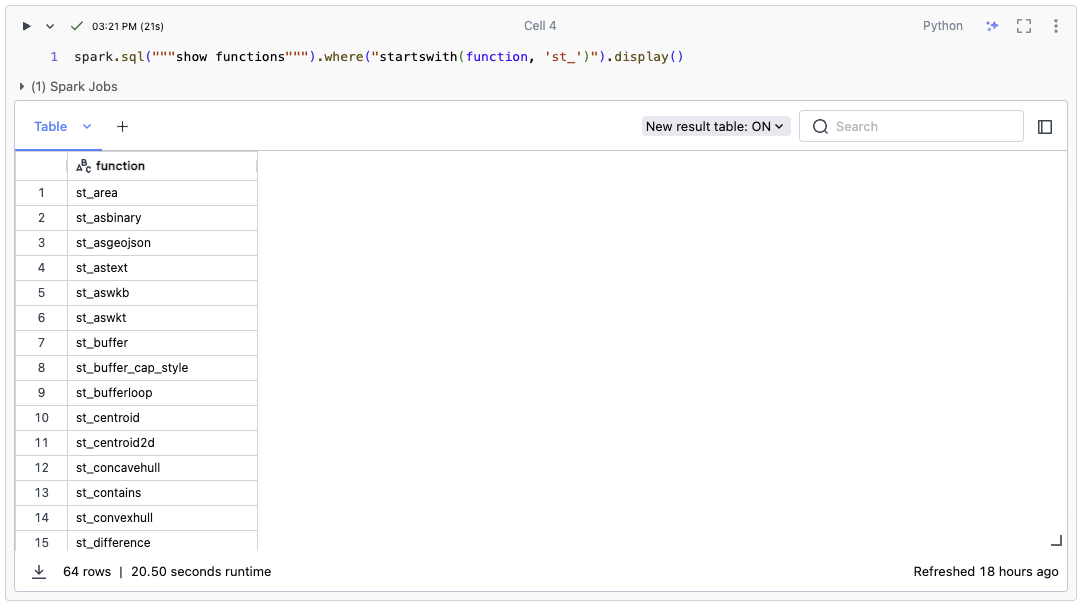 03:21 PM (21s)
Cell 4
Python
1 spark.sql("""show functions""").where("startswith(function, 'st_')").display()
(1) Spark Jobs
Table
+
New result table: ON
Search
ABC function
1 st_area
2 st_asbinary
3 st_asgeojson
4 st_astext
5 st_aswkb
6 st_aswkt
7 st_buffer
8 st_buffer_cap_style
9 st_bufferloop
10 st_centroid
11 st_centroid2d
12 st_concavehull
13 st_contains
14 st_convexhull
15 st_difference
64 rows | 20.50 seconds runtime
Refreshed 18 hours ago